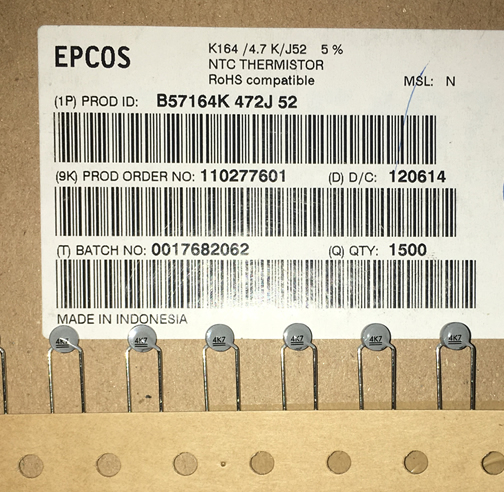 EPCOS
K164 /4.7 K/J52 5 %
NTC THERMISTOR
RoHS compatible
MSL: N
(1P) PROD ID: B57164K 472J 52
(9K) PROD ORDER NO: 110277601 (D) D/C: 120614
(T) BATCH NO: 0017682062 (Q) QTY: 1500
MADE IN INDONESIA
4K7 4K7 4K7 4K7 4K7 4K7